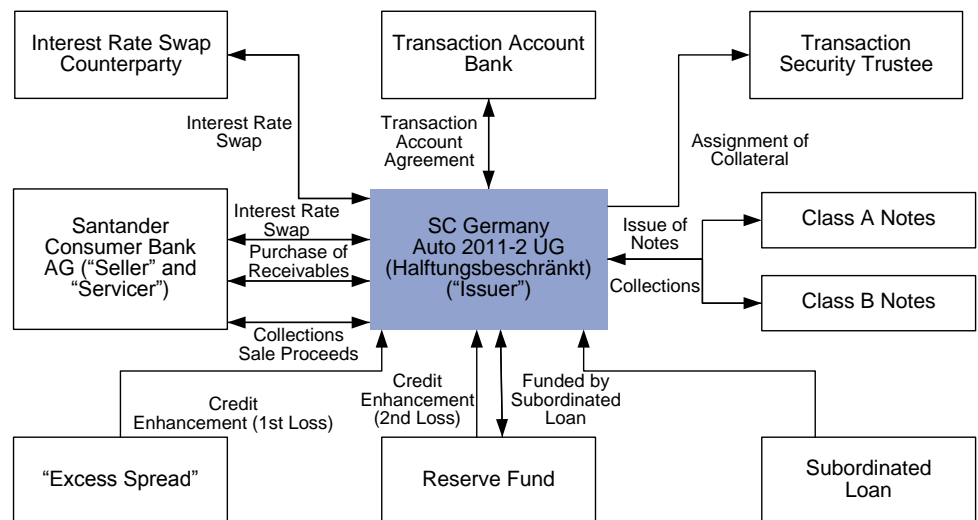 Interest Rate Swap
Counterparty
Transaction Account
Bank
Transaction
Security Trustee
Interest Rate
Swap
Transaction
Account
Agreement
Assignment of
Collateral
Santander
Consumer Bank
AG (“Seller” and
“Servicer”)
Interest Rate
Swap
Purchase of
Receivables
Collections
Sale Proceeds
SC Germany
Auto 2011-2 UG
(Halftungsbeschränkt)
(“Issuer”)
Issue of
Notes
Collections
Class A Notes
Class B Notes
Credit
Enhancement (1st Loss)
Credit
Enhancement
(2nd Loss)
Funded by
Subordinated
Loan
“Excess Spread”
Reserve Fund
Subordinated
Loan